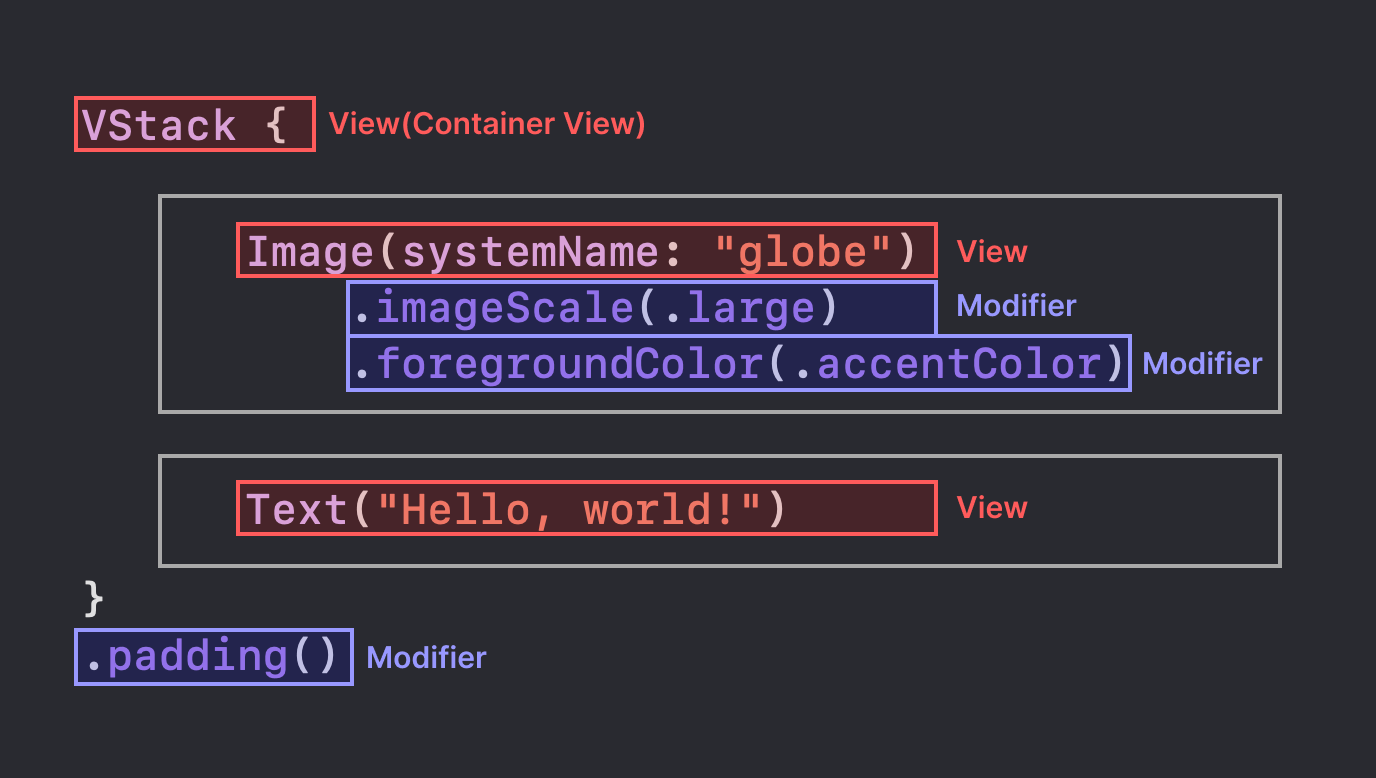 VStack { View(Container View)
Image(systemName: "globe") View
.imageScale(.large) Modifier
.foregroundColor(.accentColor) Modifier
Text("Hello, world!") View
}
.padding() Modifier